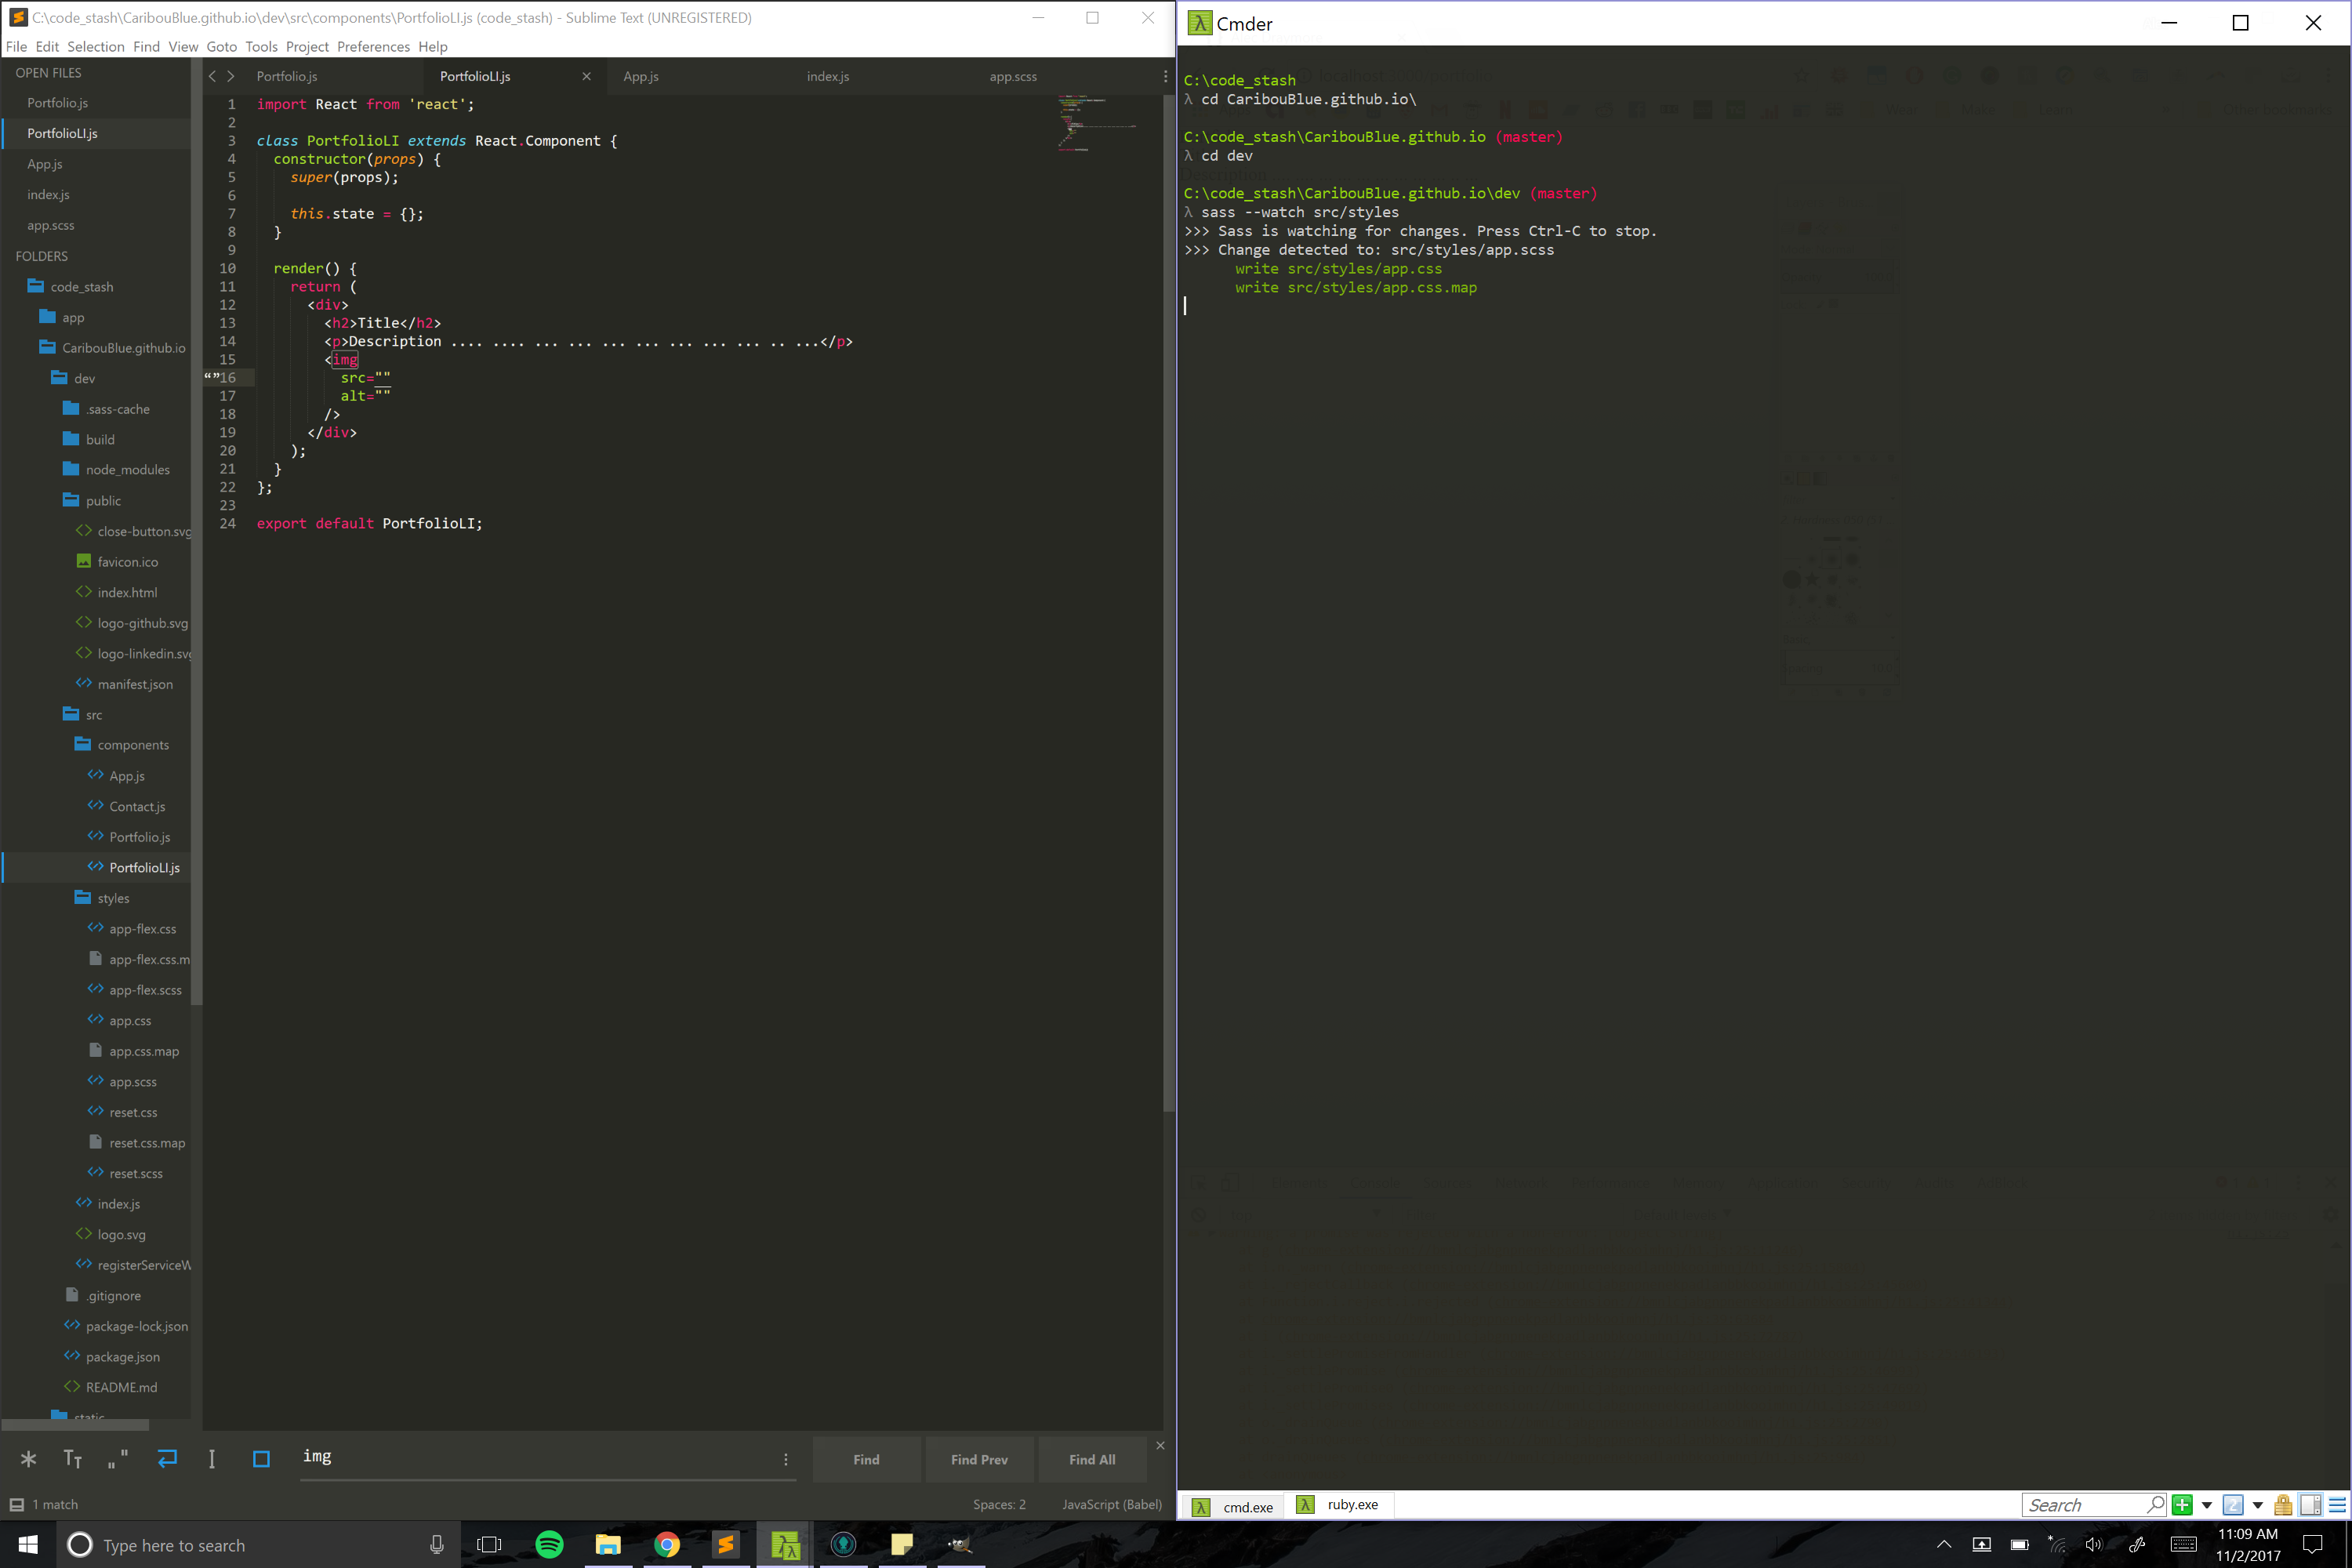 C:\code_stash\CaribouBlue.github.io\dev\src\components\PortfolioLI.js (code_stash) - Sublime Text (UNREGISTERED)
File Edit Selection Find View Goto Tools Project Preferences Help
OPEN FILES
Portfolio.js
PortfolioLI.js
App.js
index.js
app.scss
FOLDERS
code_stash
app
CaribouBlue.github.io
dev
.sass-cache
build
node_modules
public
close-button.svg
favicon.ico
index.html
logo-github.svg
logo-linkedin.svg
manifest.json
src
components
App.js
Contact.js
Portfolio.js
PortfolioLI.js
styles
app-flex.css
app-flex.css.m
app-flex.scss
app.css
app.css.map
app.scss
reset.css
reset.css.map
reset.scss
index.js
logo.svg
registerServiceW
.gitignore
package-lock.json
package.json
README.md
static
Portfolio.js PortfolioLI.js App.js index.js app.scss
1 import React from 'react';
2
3 class PortfolioLI extends React.Component {
4 constructor(props) {
5 super(props);
6
7 this.state = {};
8 }
9
10 render() {
11 return (
12 <div>
13 <h2>Title</h2>
14 <p>Description .... .... ... ... ... ... ... ... ... .. ...</p>
15 <img
“”16 src=""
17 alt=""
18 />
19 </div>
20 );
21 }
22 };
23
24 export default PortfolioLI;
img
Find Find Prev Find All
1 match
Spaces: 2 JavaScript (Babel)
Cmder
C:\code_stash
λ cd CaribouBlue.github.io\
C:\code_stash\CaribouBlue.github.io (master)
λ cd dev
C:\code_stash\CaribouBlue.github.io\dev (master)
λ sass --watch src/styles
>>> Sass is watching for changes. Press Ctrl-C to stop.
>>> Change detected to: src/styles/app.scss
write src/styles/app.css
write src/styles/app.css.map
cmd.exe ruby.exe
Search
Type here to search
11:09 AM
11/2/2017